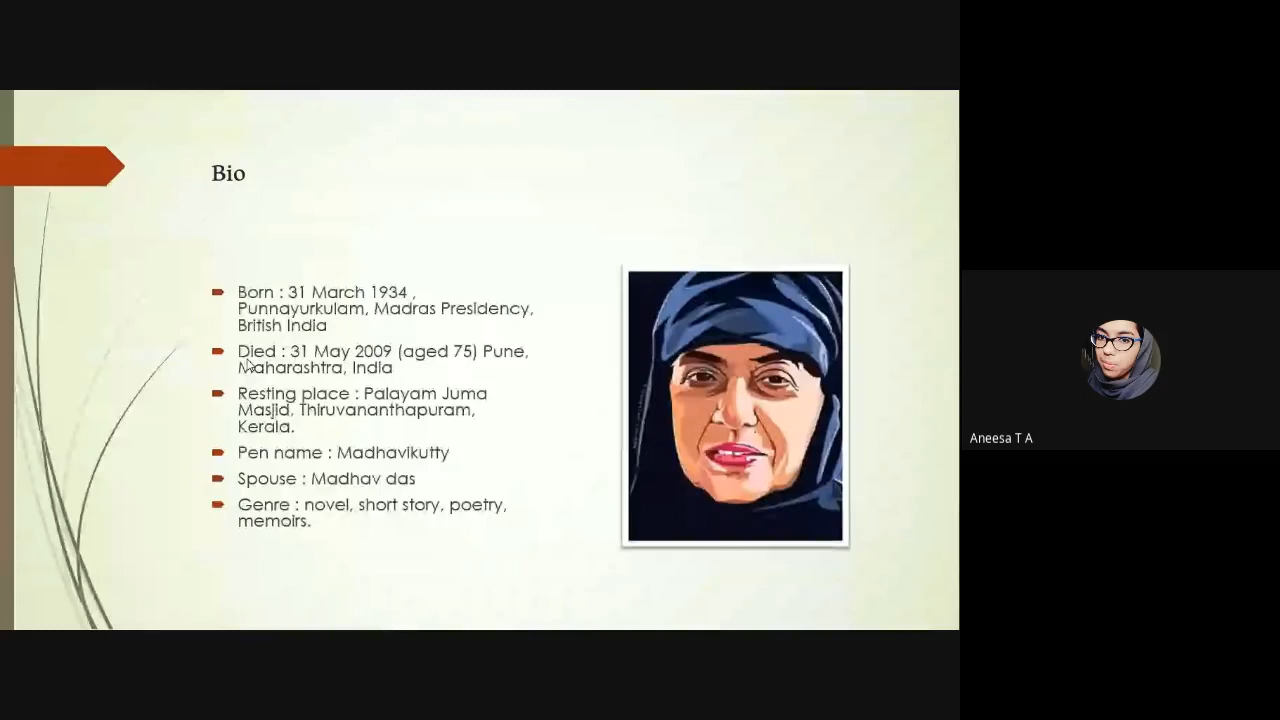 Bio
Born : 31 March 1934 ,
Punnayurkulam, Madras Presidency,
British India
Died : 31 May 2009 (aged 75) Pune,
Maharashtra, India
Resting place : Palayam Juma
Masjid, Thiruvananthapuram,
Kerala.
Pen name : Madhavikutty
Spouse : Madhav das
Genre : novel, short story, poetry,
memoirs.
Aneesa T A